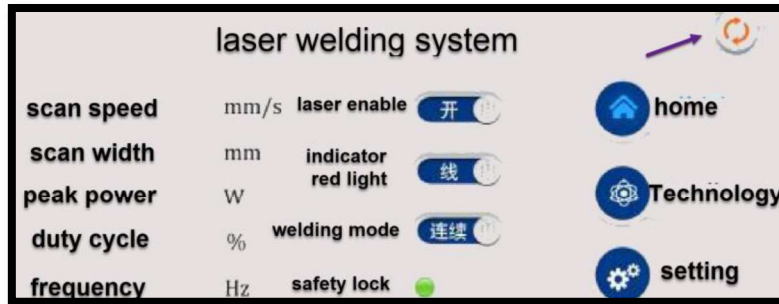 laser welding system
scan speed mm/s laser enable 开 home
scan width mm indicator red light 线
peak power W Technology
duty cycle % welding mode 连续
frequency Hz safety lock setting